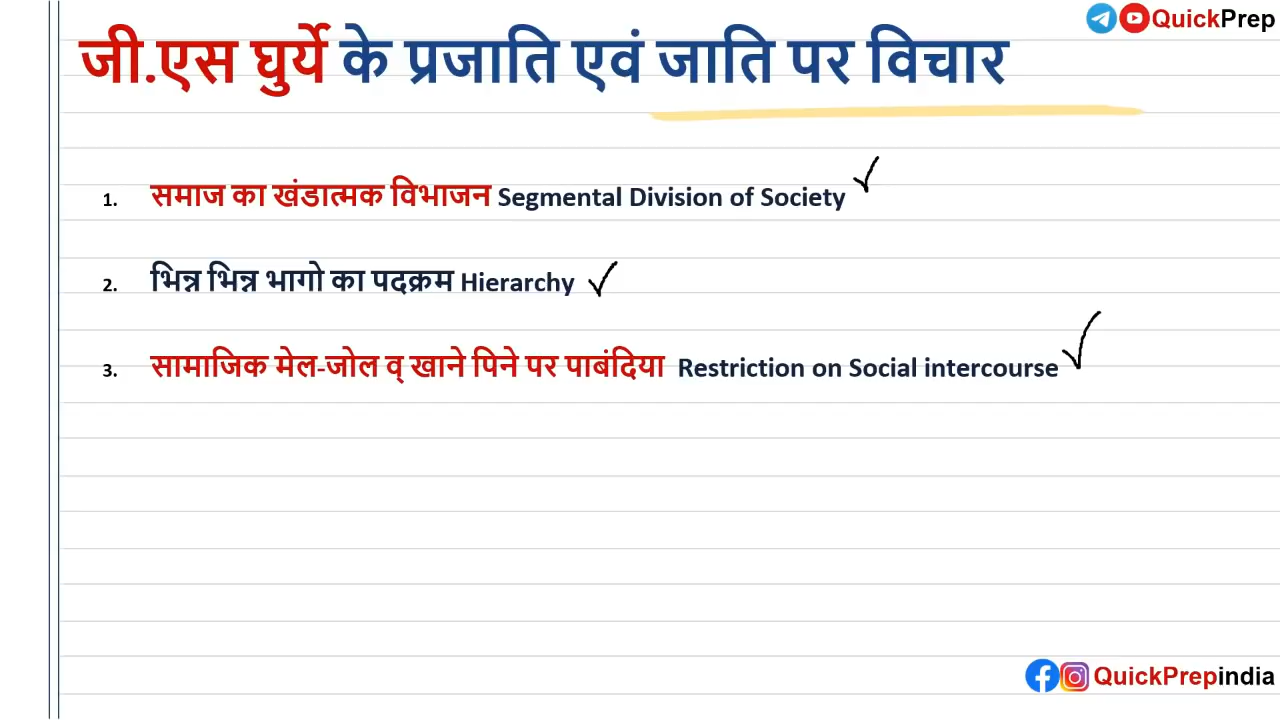 QuickPrep
जी.एस घुर्ये के प्रजाति एवं जाति पर विचार
1. समाज का खंडात्मक विभाजन Segmental Division of Society
2. भिन्न भिन्न भागो का पदक्रम Hierarchy
3. सामाजिक मेल-जोल व् खाने पिने पर पाबंदिया Restriction on Social intercourse
QuickPrepindia